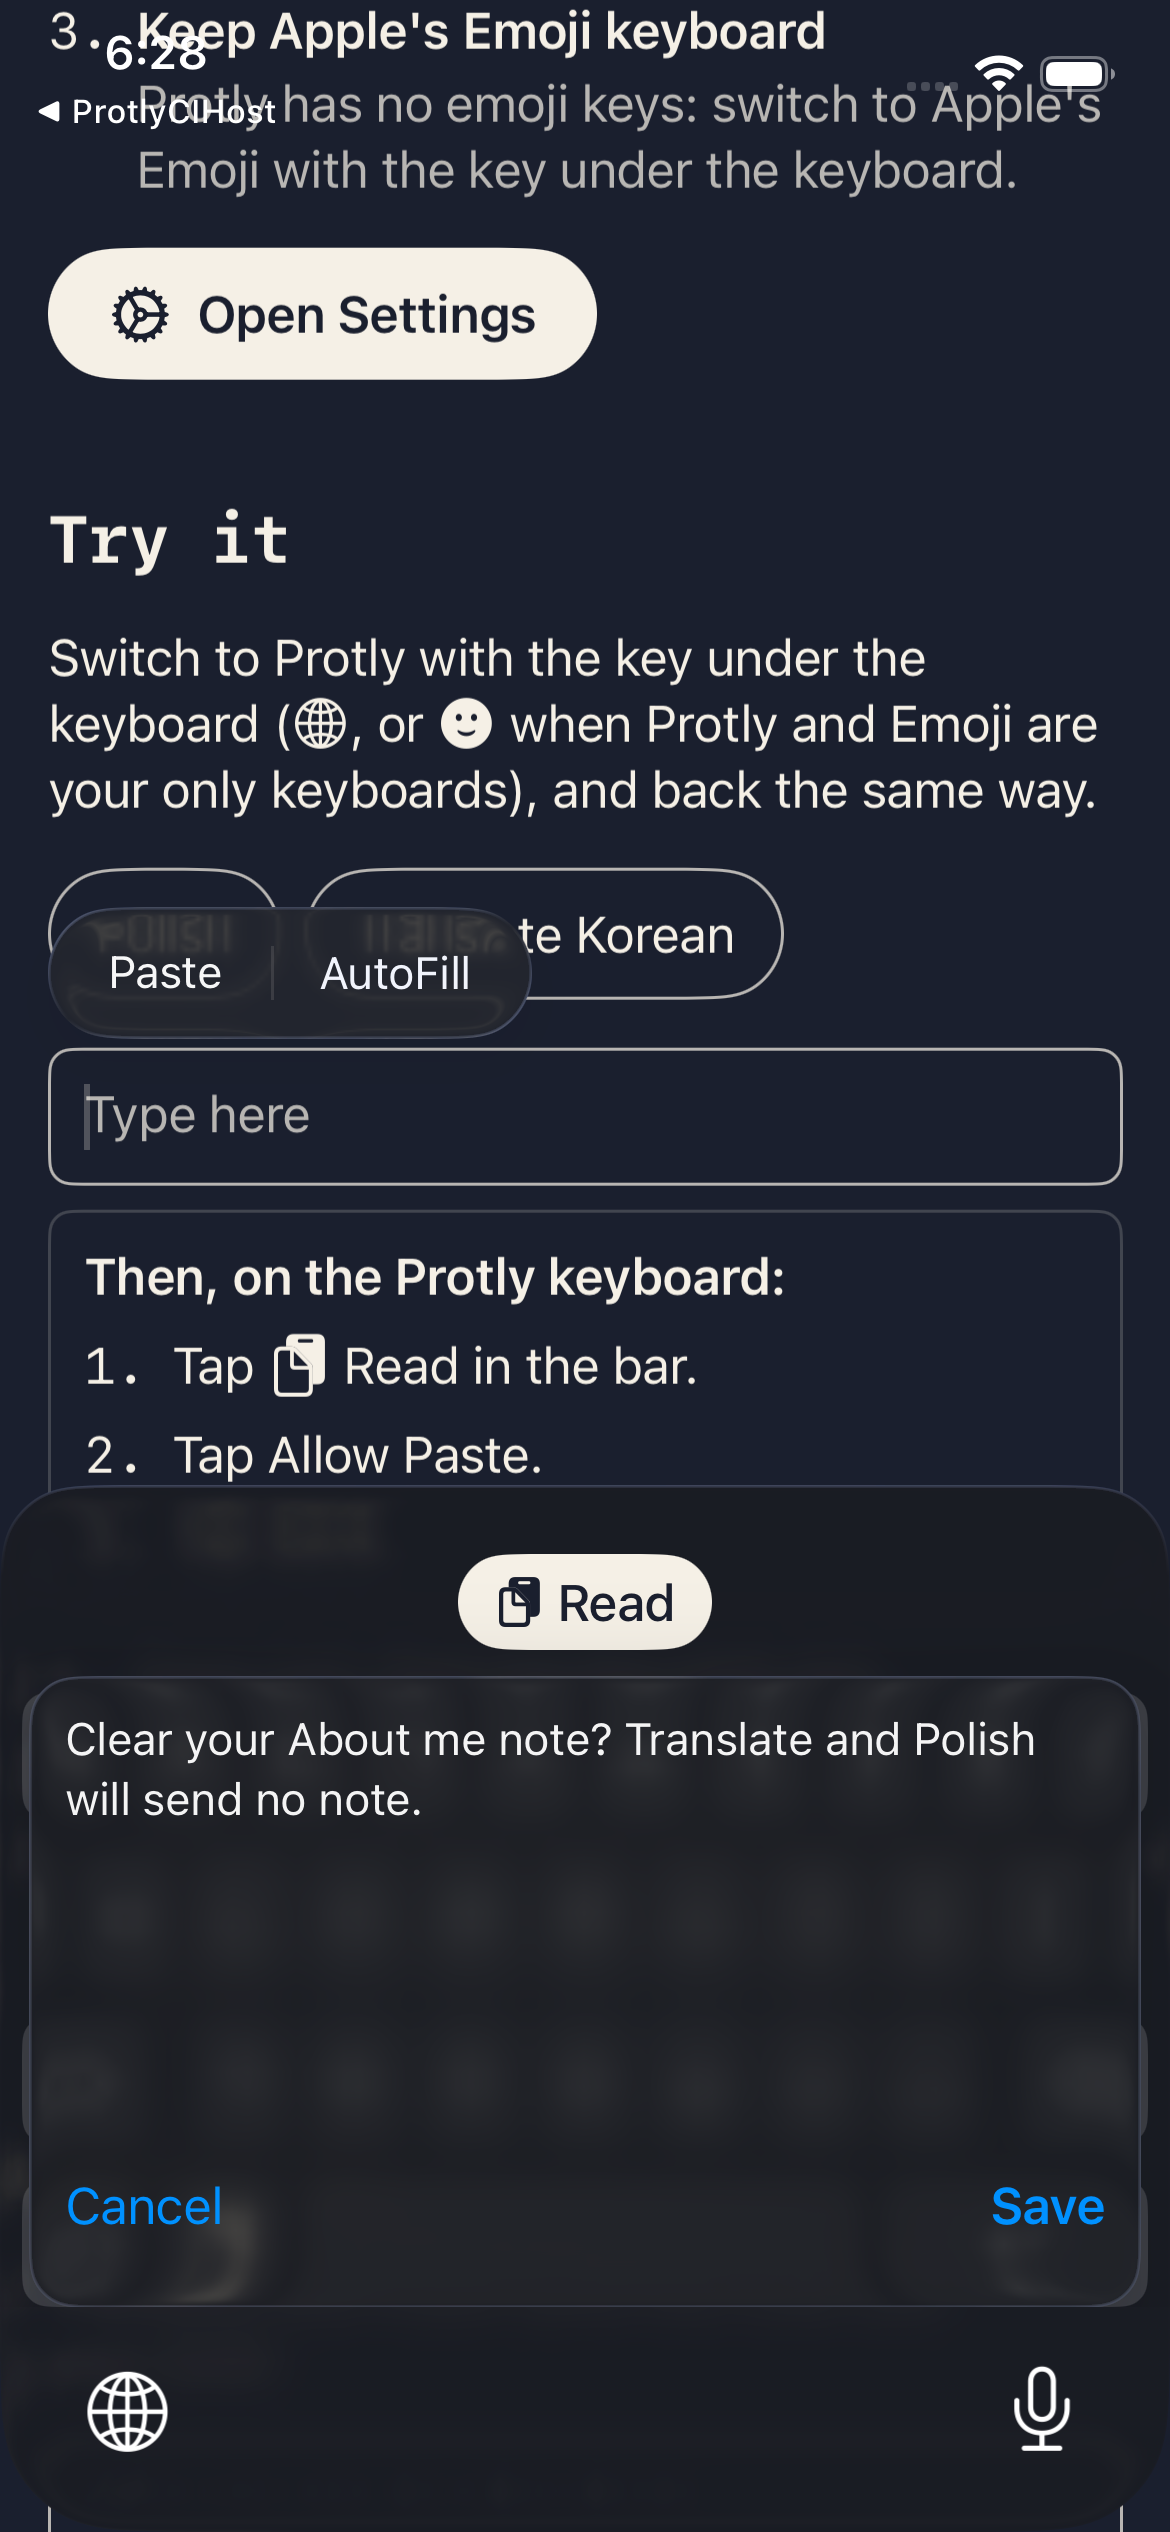 3. Keep Apple's Emoji keyboard
6:28
ProtlyCIHost
Protly has no emoji keys: switch to Apple's
Emoji with the key under the keyboard.
Open Settings
Try it
Switch to Protly with the key under the
keyboard (, or when Protly and Emoji are
your only keyboards), and back the same way.
te Korean
Paste AutoFill
Type here
Then, on the Protly keyboard:
1. Tap Read in the bar.
2. Tap Allow Paste.
Read
Clear your About me note? Translate and Polish
will send no note.
Cancel Save